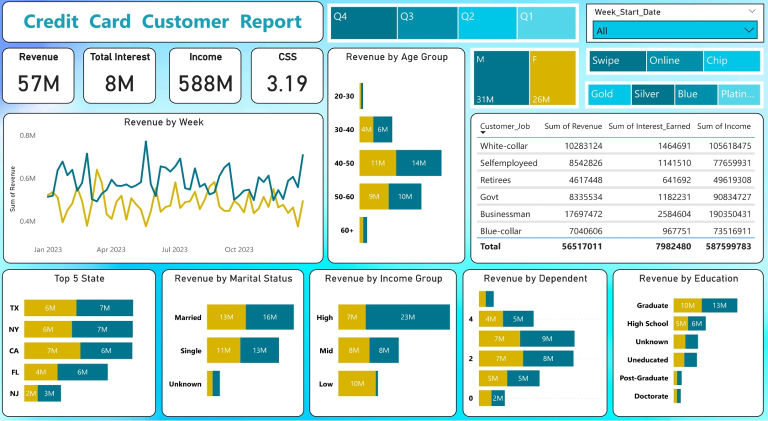 Credit Card Customer Report
Q4 Q3 Q2 Q1
Week_Start_Date
All
Revenue
57M
Total Interest
8M
Income
588M
CSS
3.19
Revenue by Age Group
20-30
30-40 4M 6M
40-50 11M 14M
50-60 9M 10M
60+
M F
31M 26M
Swipe Online Chip
Gold Silver Blue Platin...
Revenue by Week
Sum of Revenue
0.8M
0.6M
0.4M
Jan 2023 Apr 2023 Jul 2023 Oct 2023
Customer_Job Sum of Revenue Sum of Interest_Earned Sum of Income
White-collar 10283124 1464691 105618475
Selfemployeed 8542826 1141510 77659931
Retirees 4617448 641692 49619308
Govt 8335534 1182231 90834727
Businessman 17697472 2584604 190350431
Blue-collar 7040606 967751 73516911
Total 56517011 7982480 587599783
Top 5 State
TX 6M 7M
NY 6M 7M
CA 7M 6M
FL 4M 6M
NJ 2M 3M
Revenue by Marital Status
Married 13M 16M
Single 11M 13M
Unknown
Revenue by Income Group
High 7M 23M
Mid 8M 8M
Low 10M
Revenue by Dependent
4 4M 5M
7M 9M
2 7M 8M
5M 5M
0 2M
Revenue by Education
Graduate 10M 13M
High School 5M 6M
Unknown
Uneducated
Post-Graduate
Doctorate